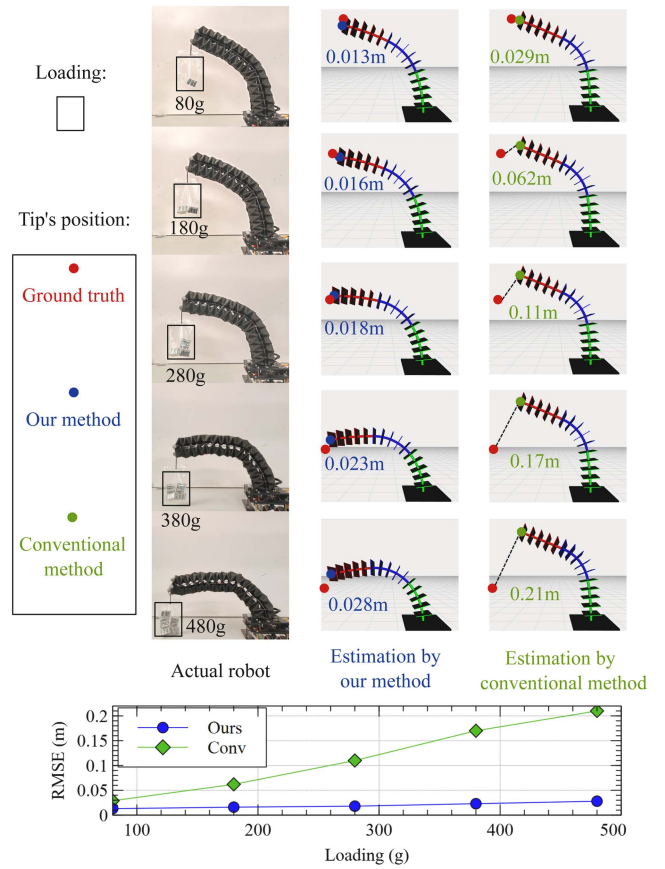 Loading:
80g
0.013m
0.029m
180g
0.016m
0.062m
Tip's position:
Ground truth
Our method
Conventional
method
280g
0.018m
0.11m
380g
0.023m
0.17m
480g
0.028m
0.21m
Actual robot
Estimation by
our method
Estimation by
conventional method
RMSE (m)
0.2
0.15
0.1
0.05
0
Ours
Conv
100
200
300
400
500
Loading (g)